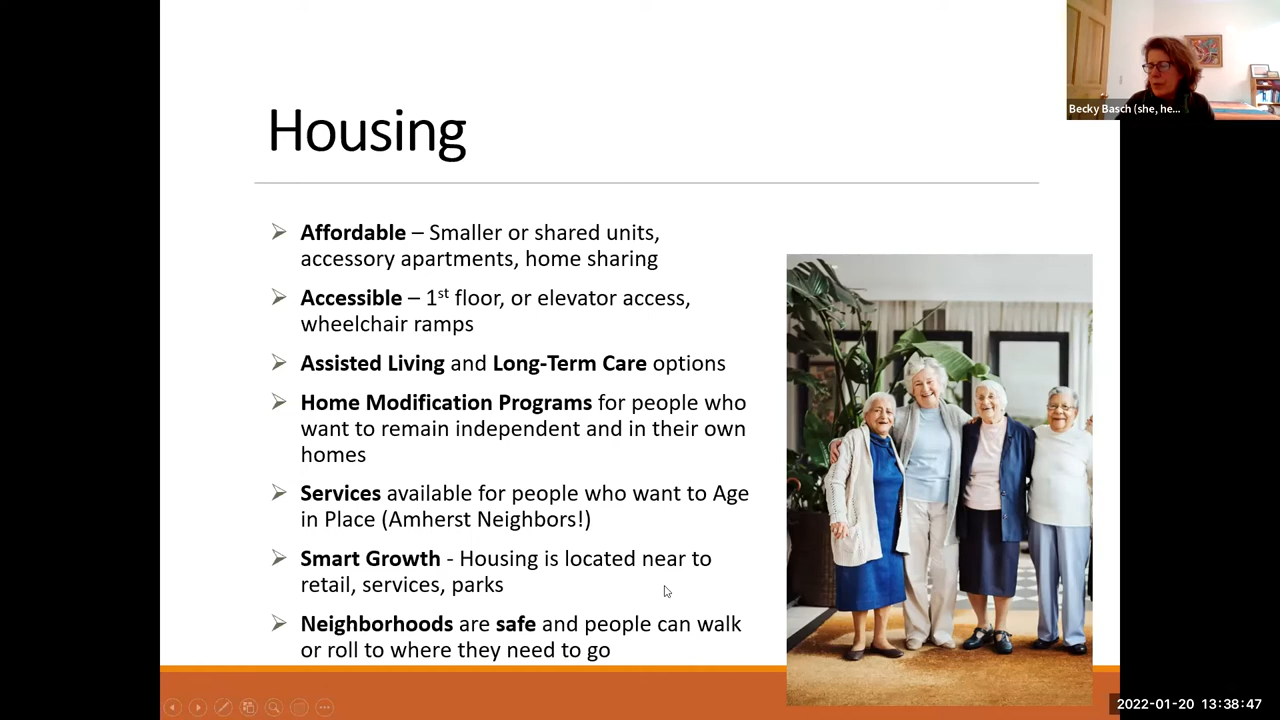 Becky Basch (she, he...
Housing
Affordable – Smaller or shared units,
accessory apartments, home sharing
Accessible – 1st floor, or elevator access,
wheelchair ramps
Assisted Living and Long-Term Care options
Home Modification Programs for people who
want to remain independent and in their own
homes
Services available for people who want to Age
in Place (Amherst Neighbors!)
Smart Growth - Housing is located near to
retail, services, parks
Neighborhoods are safe and people can walk
or roll to where they need to go
2022-01-20 13:38:47